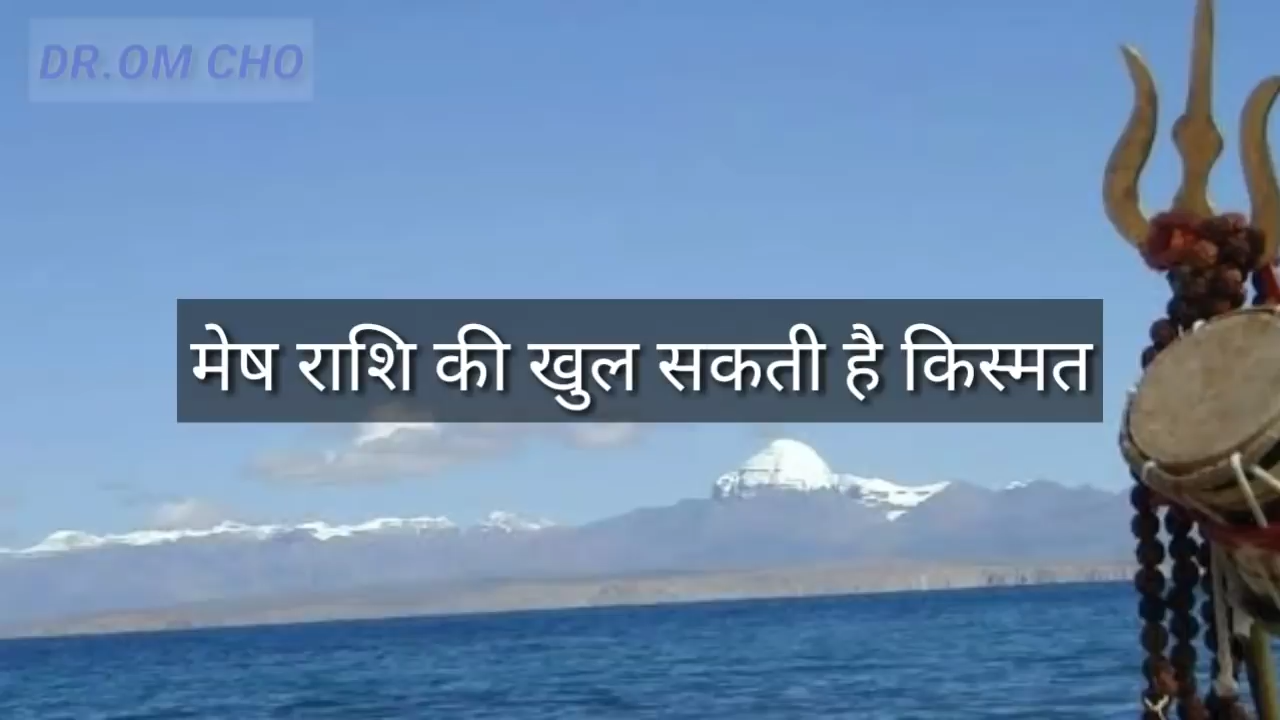 DR.OM CHO
मेष राशि की खुल सकती है किस्मत